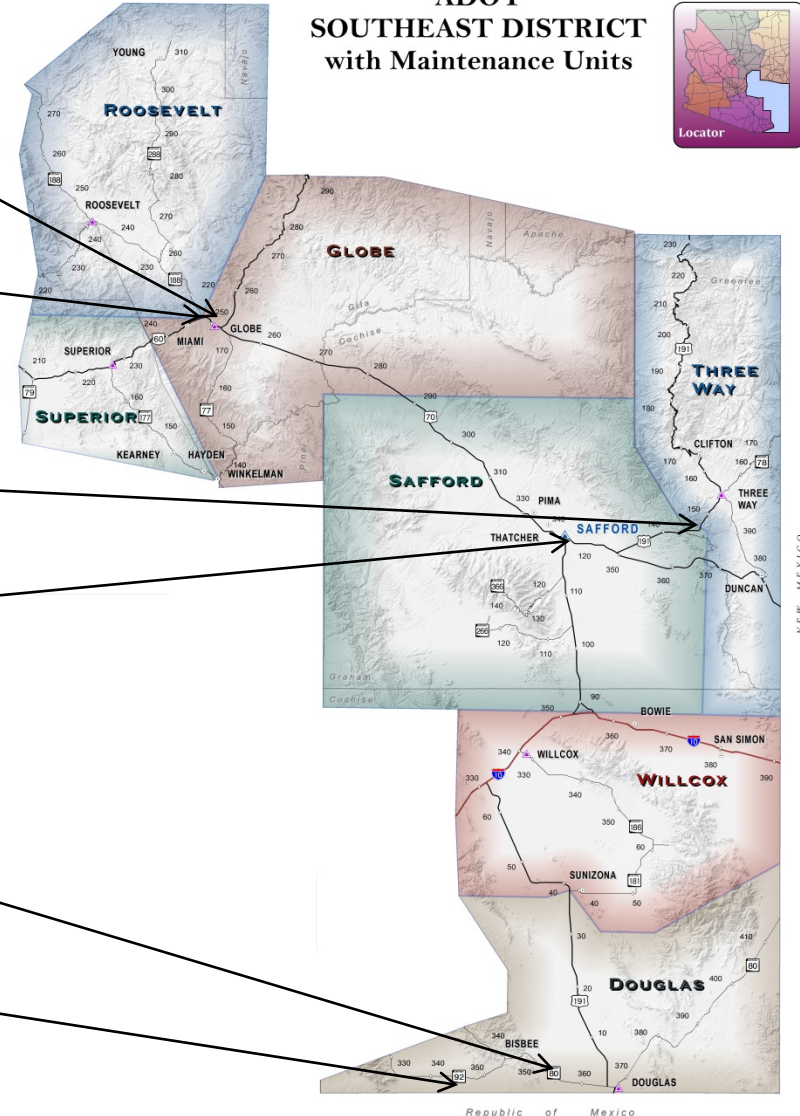 ADOT
SOUTHEAST DISTRICT
with Maintenance Units
Locator
YOUNG
310
Navajo
300
ROOSEVELT
270
290
260
288
188
280
250
ROOSEVELT
270
240
240
230
230
260
188
220
220
290
280
GLOBE
270
260
250
Navajo
Apache
Gila
Cochise
240
60
MIAMI
GLOBE
260
170
270
280
160
77
150
140
Pinal
SUPERIOR
210
230
220
79
160
SUPERIOR
177
150
KEARNEY
HAYDEN
WINKELMAN
230
220
Greenlee
210
200
191
190
THREE
WAY
180
CLIFTON
170
170
160
78
160
THREE
WAY
150
390
380
DUNCAN
NEW MEXICO
290
70
300
310
SAFFORD
330
PIMA
340
SAFFORD
THATCHER
140
191
120
350
360
370
366
120
110
140
130
266
120
110
100
Graham
Cochise
90
350
BOWIE
360
10
SAN SIMON
370
380
390
340
WILLCOX
330
10
330
WILLCOX
340
60
350
186
60
50
SUNIZONA
181
40
40
50
30
410
80
DOUGLAS
400
20
191
390
10
380
340
BISBEE
330
340
350
92
350
80
360
370
DOUGLAS
Republic of Mexico